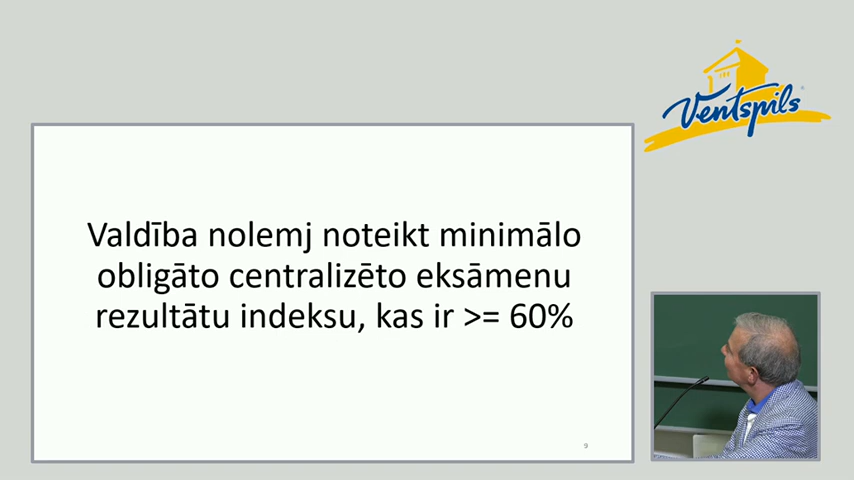 Ventspils
Valdība nolemj noteikt minimālo
obligāto centralizēto eksāmenu
rezultātu indeksu, kas ir >= 60%
9